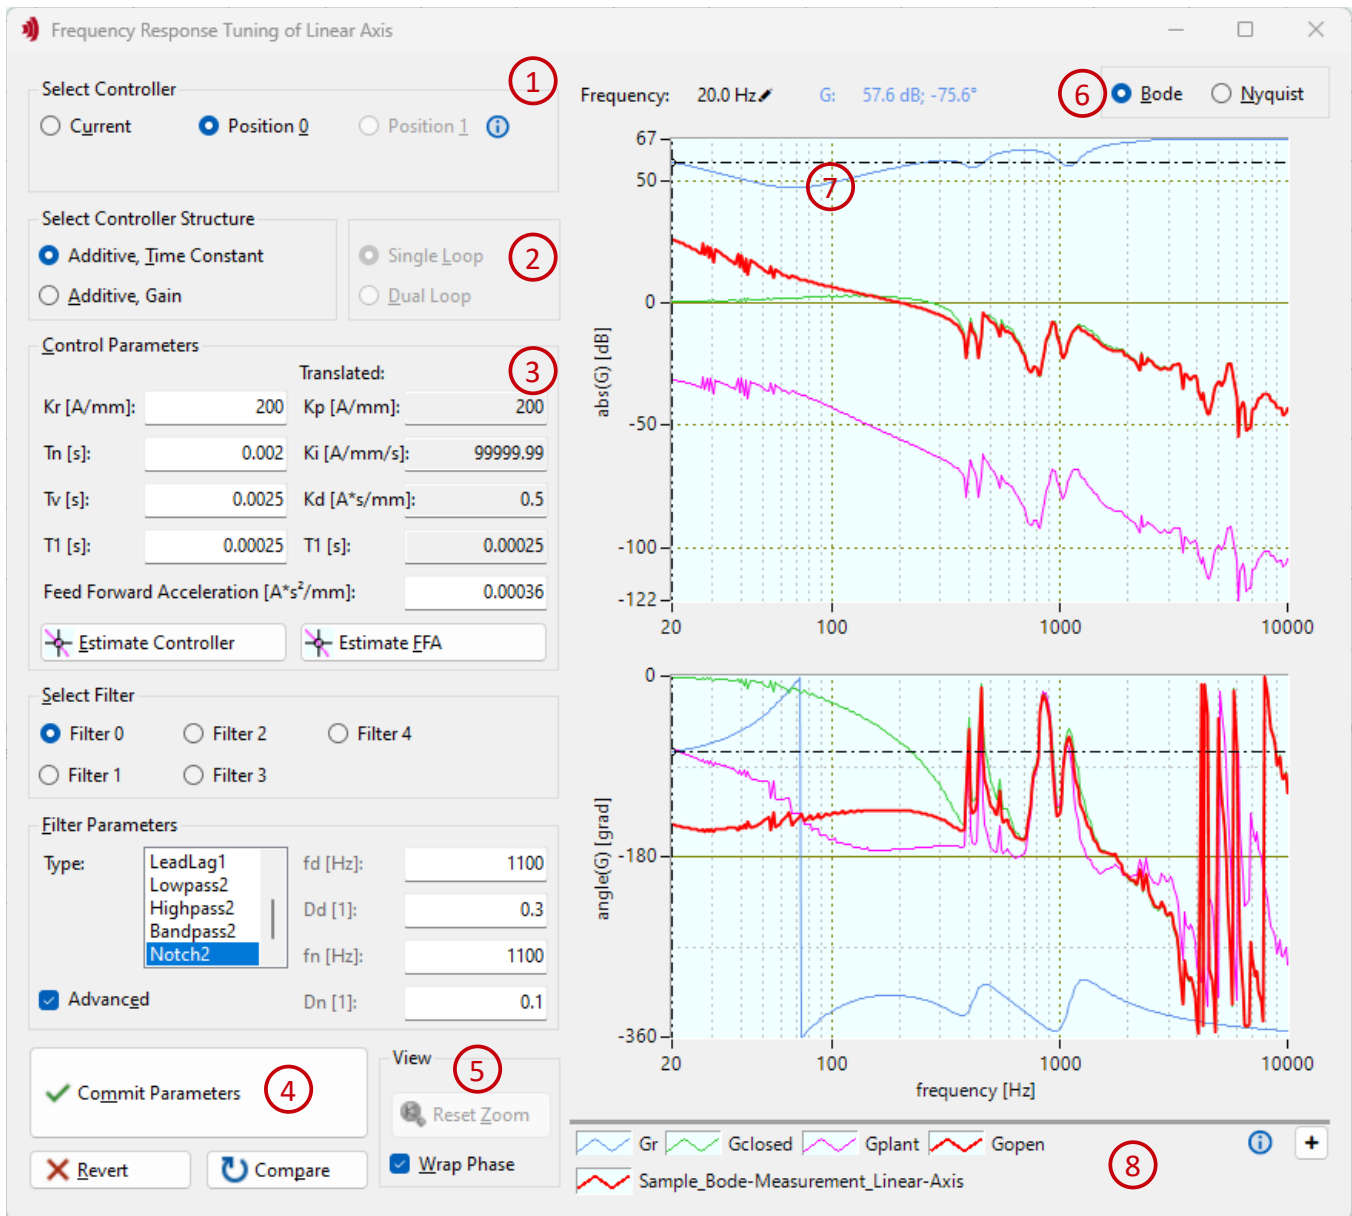 Frequency Response Tuning of Linear Axis
Select Controller
1
Current
Position 0
Position 1
Select Controller Structure
Additive, Time Constant
Additive, Gain
Single Loop
Dual Loop
2
Control Parameters
3
Translated:
Kr [A/mm]: 200 Kp [A/mm]: 200
Tn [s]: 0.002 Ki [A/mm/s]: 99999.99
Tv [s]: 0.0025 Kd [A*s/mm]: 0.5
T1 [s]: 0.00025 T1 [s]: 0.00025
Feed Forward Acceleration [A*s²/mm]: 0.00036
Estimate Controller
Estimate FFA
Select Filter
Filter 0 Filter 2 Filter 4
Filter 1 Filter 3
Filter Parameters
Type:
LeadLag1
Lowpass2
Highpass2
Bandpass2
Notch2
Advanced
fd [Hz]: 1100
Dd [1]: 0.3
fn [Hz]: 1100
Dn [1]: 0.1
Commit Parameters
4
Revert
Compare
View
5
Reset Zoom
Wrap Phase
Frequency: 20.0 Hz G: 57.6 dB; -75.6°
6
Bode
Nyquist
67
50
0
-50
-100
-122
abs(G) [dB]
7
20 100 1000 10000
0
-180
-360
angle(G) [grad]
20 100 1000 10000
frequency [Hz]
Gr Gclosed Gplant Gopen
Sample_Bode-Measurement_Linear-Axis
8
+